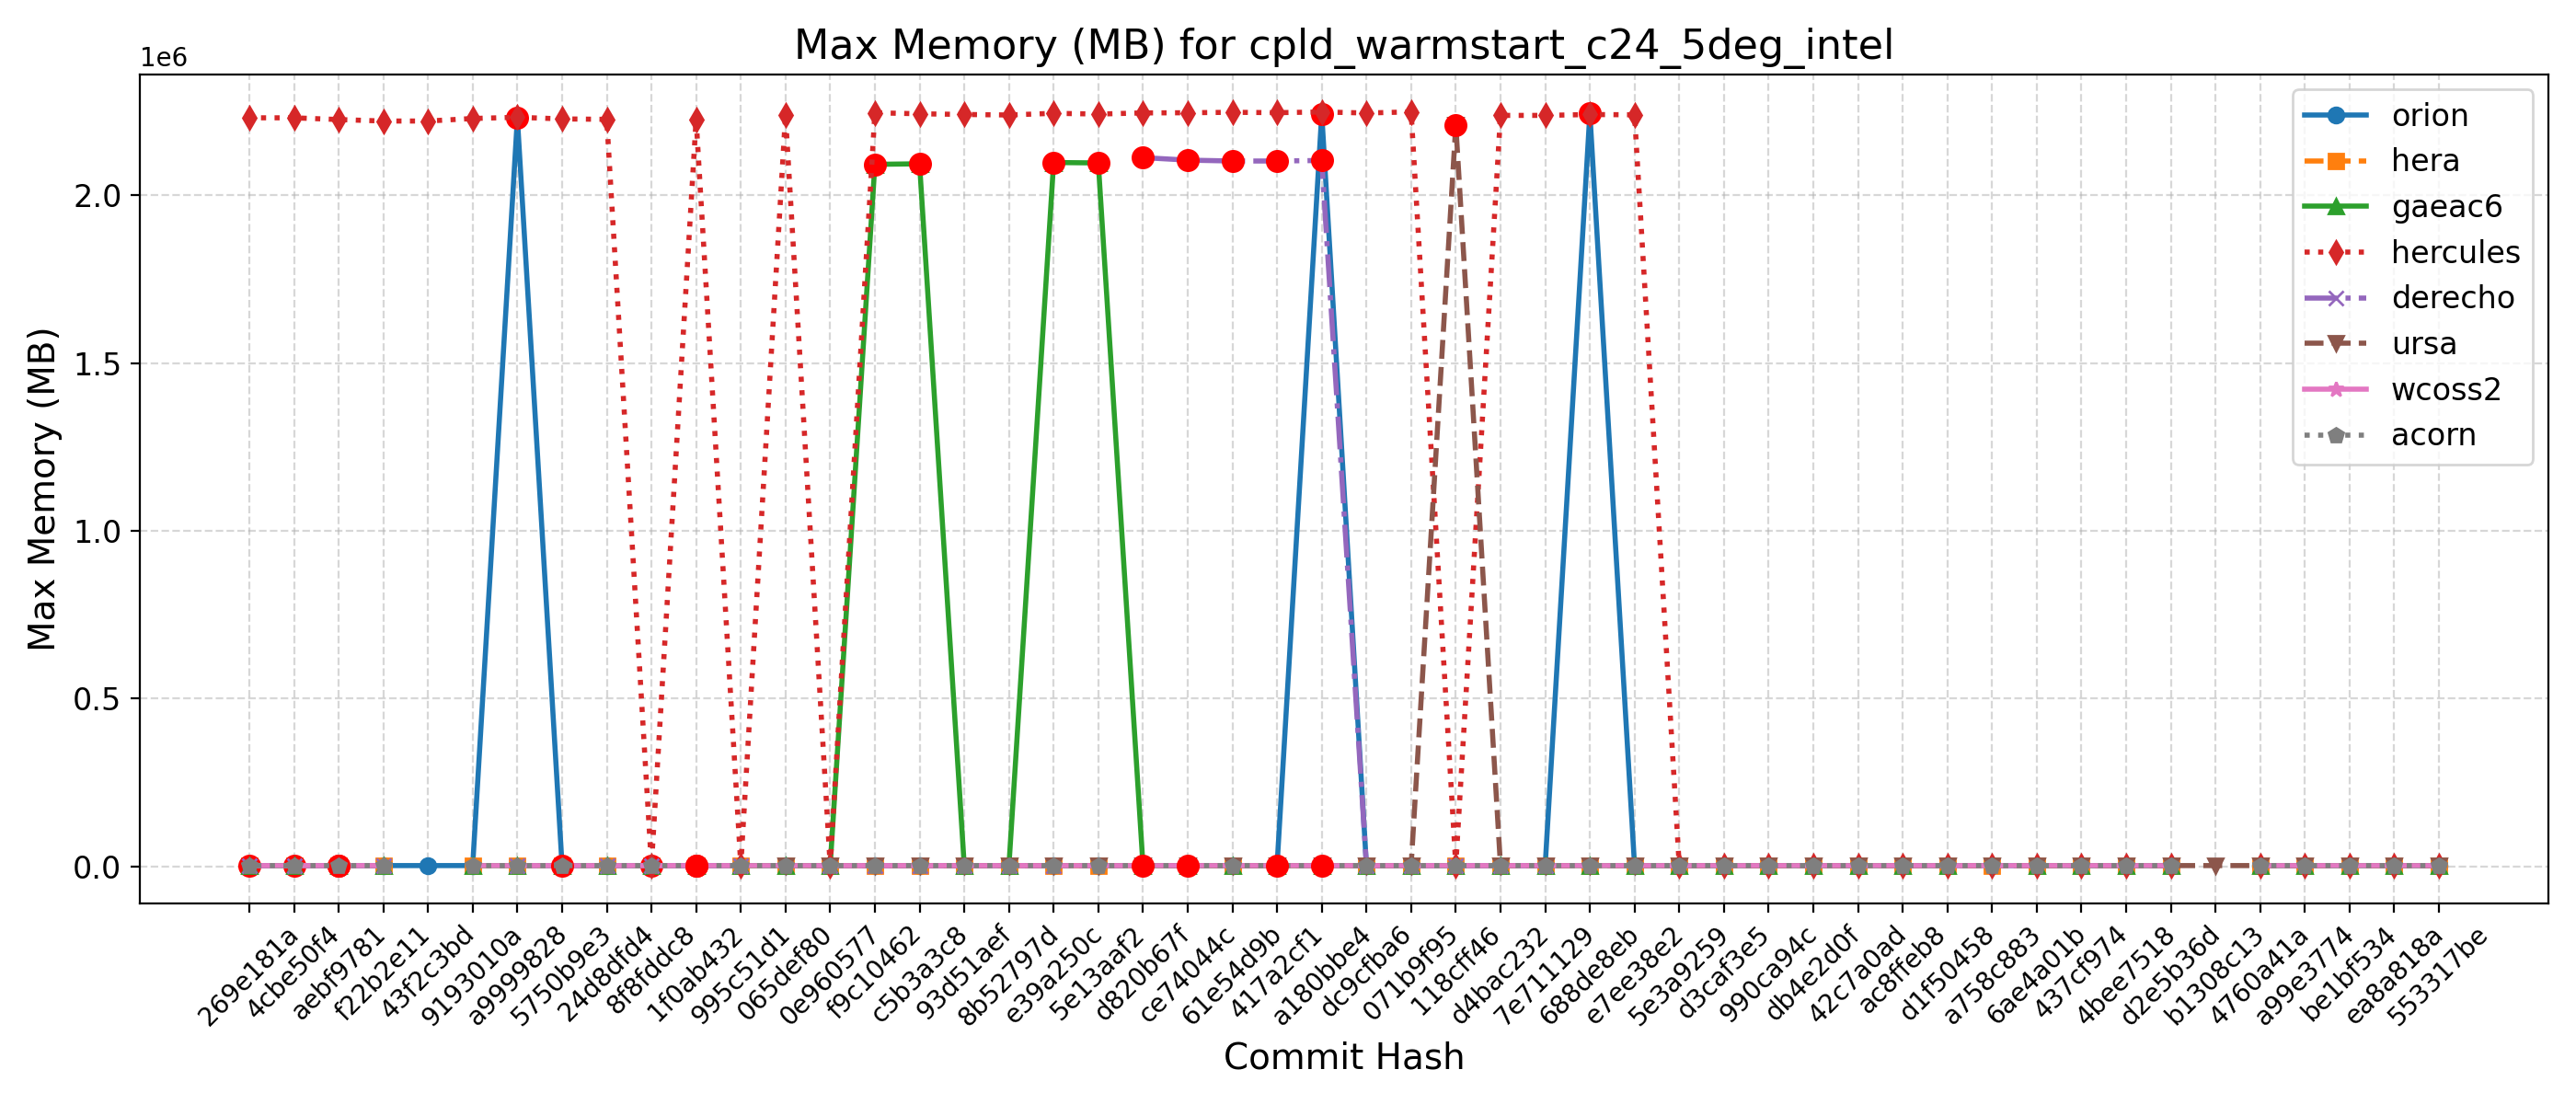 Max Memory (MB) for cpld_warmstart_c24_5deg_intel
1e6
2.0
1.5
1.0
0.5
0.0
Max Memory (MB)
orion
hera
gaeac6
hercules
derecho
ursa
wcoss2
acorn
269e181a
4cbe50f4
aebf9781
f22b2e11
43f2c3bd
9193010a
a9999828
5750b9e3
24d8dfd4
8f8fddc8
1f0ab432
995c51d1
065def80
0e960577
f9c10462
c5b3a3c8
93d51aef
8b52797d
e39a250c
5e13aaf2
d820b67f
ce74044c
61e54d9b
417a2cf1
a180bbe4
dc9cfba6
071b9f95
118cff46
d4bac232
7e711129
688de8eb
e7ee38e2
5e3a9259
d3caf3e5
990ca94c
db4e2d0f
42c7a0ad
ac8ffeb8
d1f50458
a758c883
6ae4a01b
437cf974
4bee7518
d2e5b36d
b1308c13
4760a41a
a99e3774
be1bf534
ea8a818a
553317be
Commit Hash